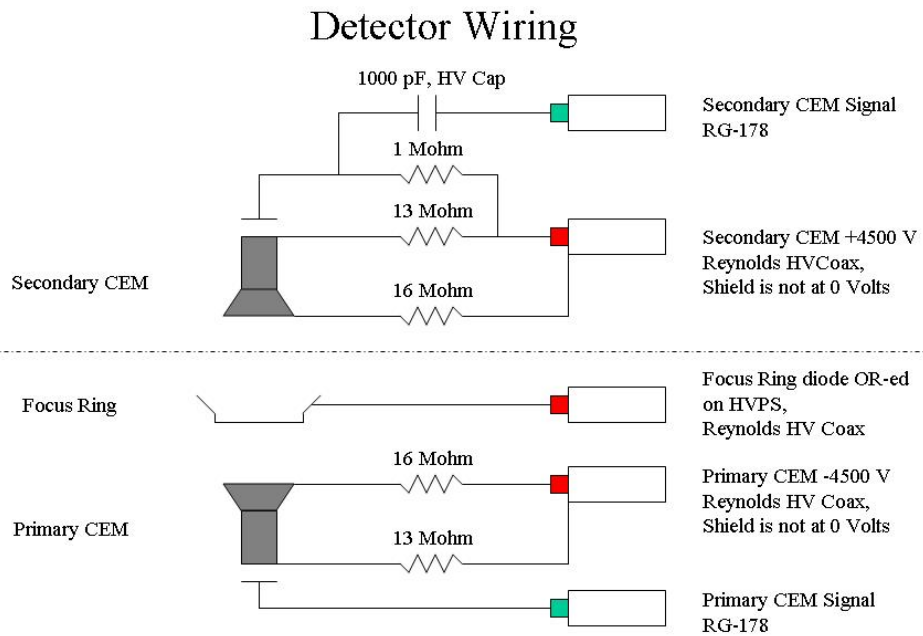 Detector Wiring
1000 pF, HV Cap
Secondary CEM Signal
RG-178
1 Mohm
13 Mohm
Secondary CEM +4500 V
Reynolds HVCoax,
Shield is not at 0 Volts
Secondary CEM
16 Mohm
Focus Ring
Focus Ring diode OR-ed
on HVPS,
Reynolds HV Coax
16 Mohm
Primary CEM -4500 V
Reynolds HV Coax,
Shield is not at 0 Volts
Primary CEM
13 Mohm
Primary CEM Signal
RG-178